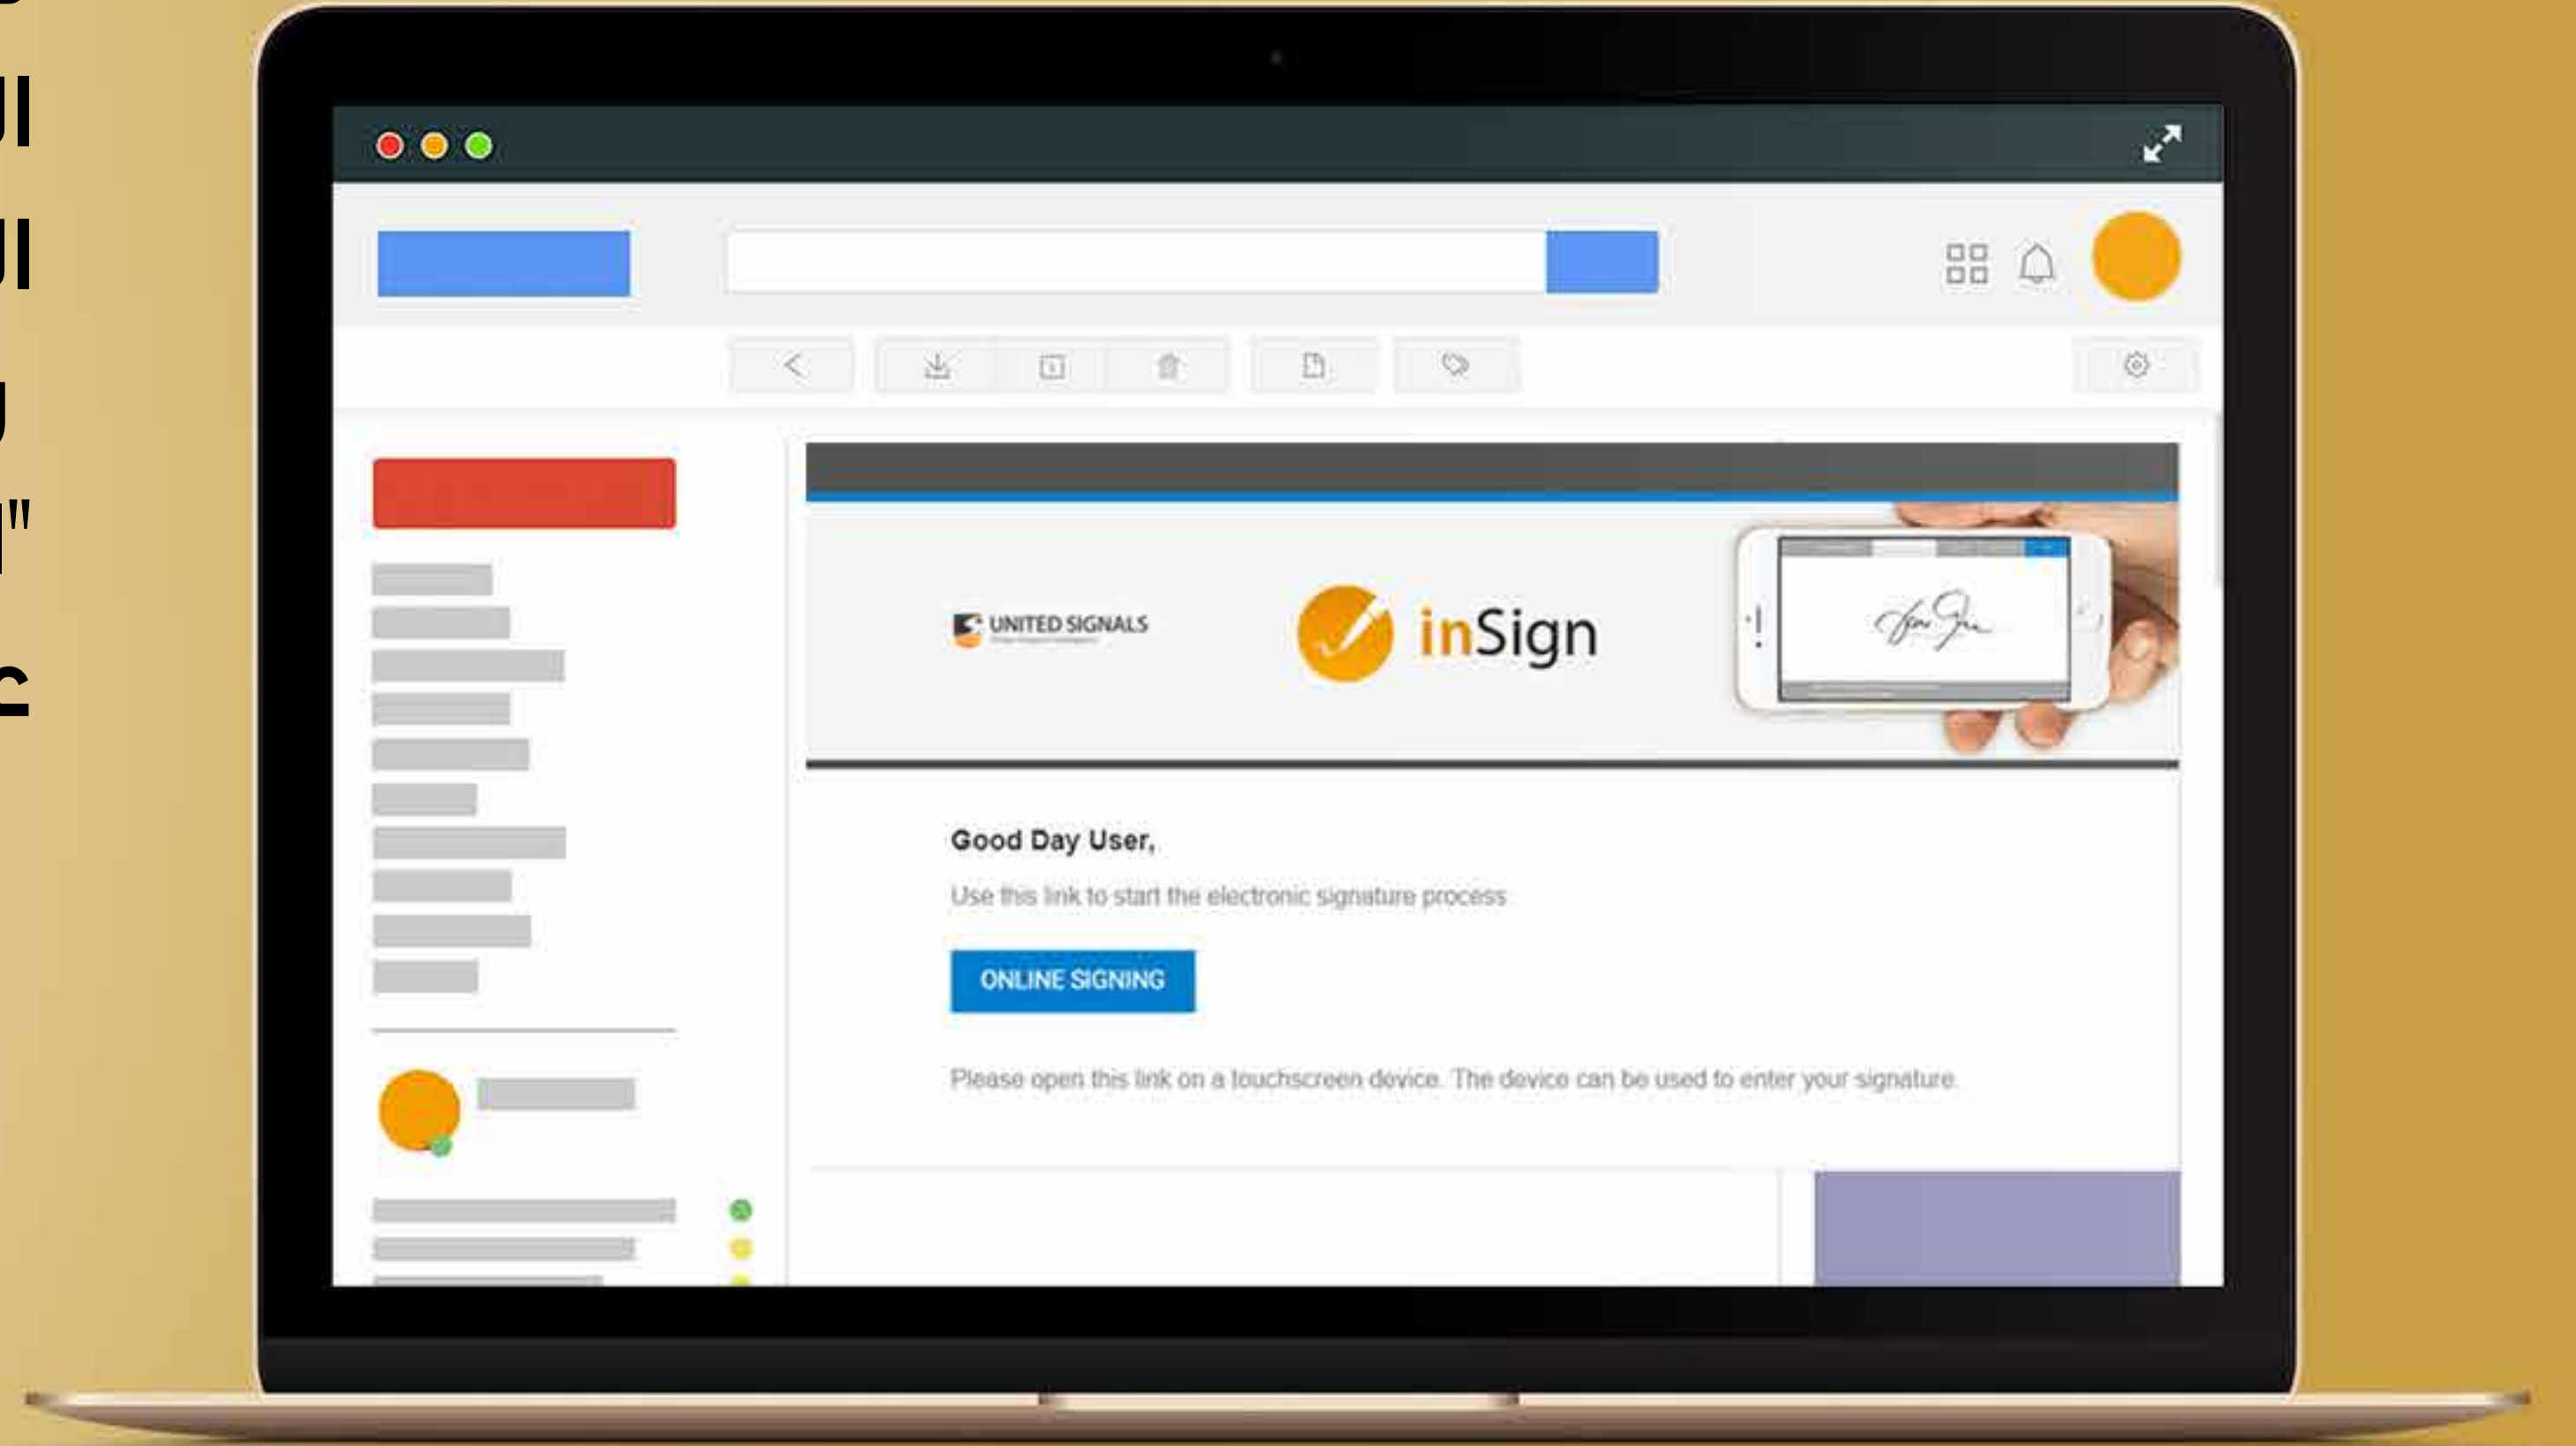 UNITED SIGNALS
inSign
Good Day User,
Use this link to start the electronic signature process
ONLINE SIGNING
Please open this link on a touchscreen device. The device can be used to enter your signature.